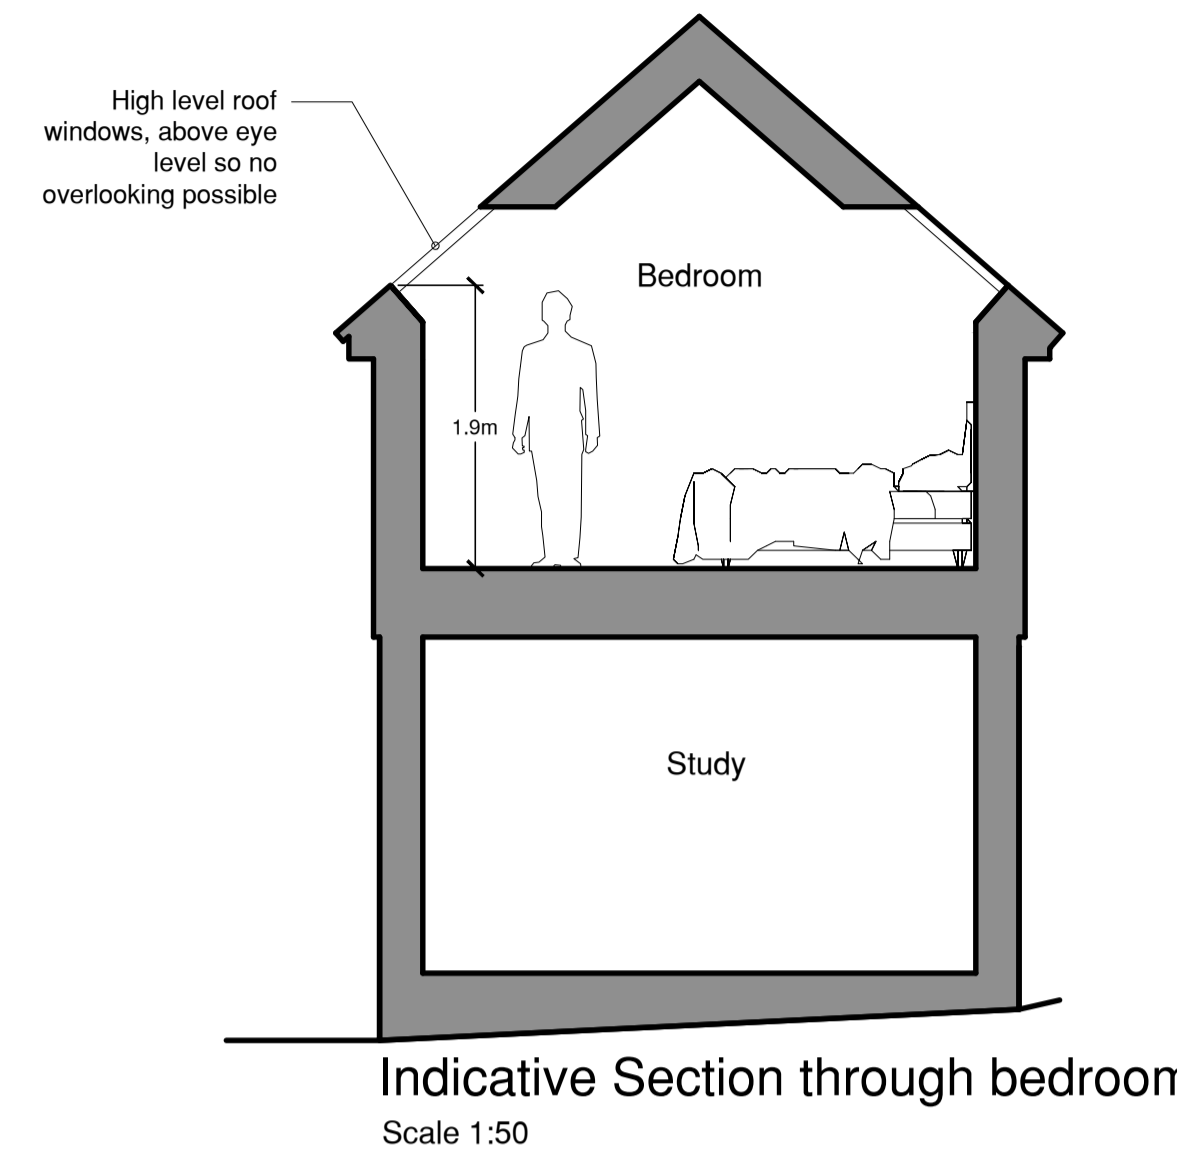 High level roof
windows, above eye
level so no
overlooking possible
Bedroom
1.9m
Study
Indicative Section through bedroom
Scale 1:50